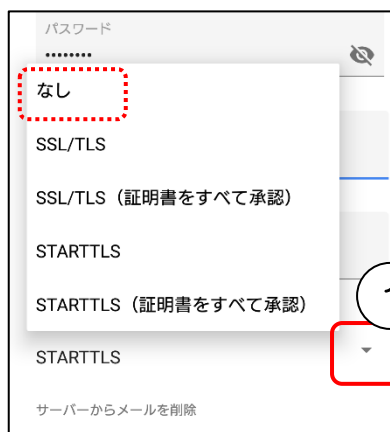 パスワード
••••••••
なし
SSL/TLS
SSL/TLS（証明書をすべて承認）
STARTTLS
STARTTLS（証明書をすべて承認）
STARTTLS
サーバーからメールを削除